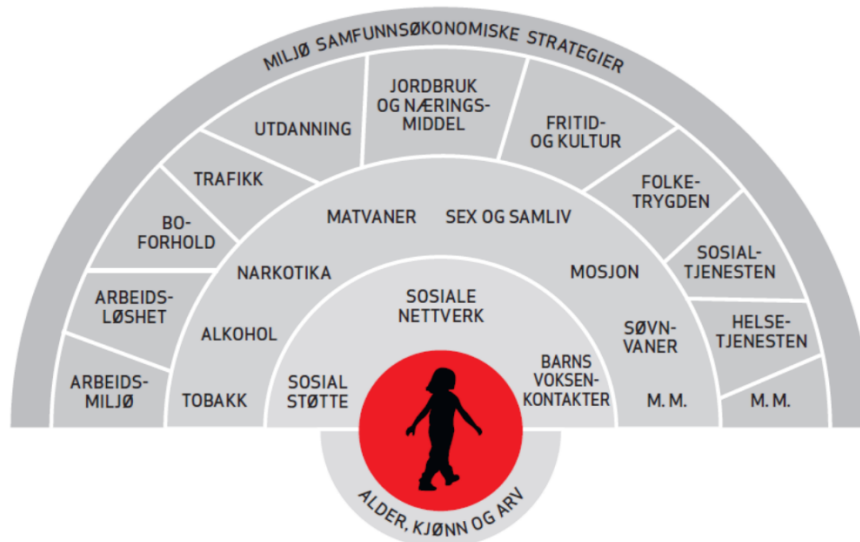 MILJØ SAMFUNNSØKONOMISKE STRATEGIER
JORDBRUK
OG NÆRINGS-
MIDDEL
UTDANNING
FRITID-
OG KULTUR
TRAFIKK
FOLKE-
TRYGDEN
BO-
FORHOLD
SOSIAL-
TJENESTEN
ARBEIDS-
LØSHET
HELSE-
TJENESTEN
ARBEIDS-
MILJØ
M. M.
MATVANER
SEX OG SAMLIV
NARKOTIKA
MOSJON
ALKOHOL
SØVN-
VANER
TOBAKK
M. M.
SOSIALE
NETTVERK
SOSIAL
STØTTE
BARNS
VOKSEN-
KONTAKTER
ALDER, KJØNN OG ARV